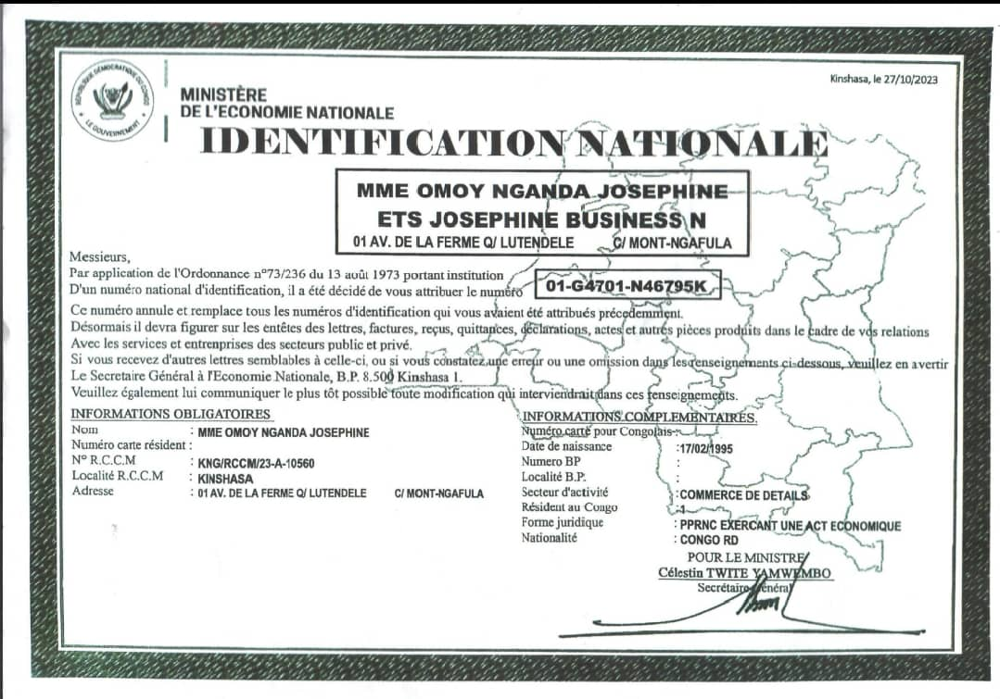 RÉPUBLIQUE DÉMOCRATIQUE DU CONGO
LE GOUVERNEMENT
Kinshasa, le 27/10/2023
MINISTÈRE
DE L'ECONOMIE NATIONALE
IDENTIFICATION NATIONALE
MME OMOY NGANDA JOSEPHINE
ETS JOSEPHINE BUSINESS N
01 AV. DE LA FERME Q/ LUTENDELE C/ MONT-NGAFULA
Messieurs,
Par application de l'Ordonnance n°73/236 du 13 août 1973 portant institution
D'un numéro national d'identification, il a été décidé de vous attribuer le numéro 01-G4701-N46795K
Ce numéro annule et remplace tous les numéros d'identification qui vous avaient été attribués précedemment.
Désormais il devra figurer sur les entêtes des lettres, factures, reçus, quittances, déclarations, actes et autres pièces produits dans le cadre de vos relations
Avec les services et entrenprises des secteurs public et privé.
Si vous recevez d'autres lettres semblables à celle-ci, ou si vous constatez une erreur ou une omission dans les renseignements ci-dessous, veuillez en avertir
Le Secretaire Général à l'Economie Nationale, B.P. 8.500 Kinshasa 1.
Veuillez également lui communiquer le plus tôt possible toute modification qui interviendrait dans ces renseignements.
INFORMATIONS OBLIGATOIRES
Nom : MME OMOY NGANDA JOSEPHINE
Numéro carte résident :
N° R.C.C.M : KNG/RCCM/23-A-10560
Localité R.C.C.M : KINSHASA
Adresse : 01 AV. DE LA FERME Q/ LUTENDELE C/ MONT-NGAFULA
INFORMATIONS COMPLEMENTAIRES.
Numéro carte pour Congolais :
Date de naissance :17/02/1995
Numero BP :
Localité B.P. :
Secteur d'activité :COMMERCE DE DETAILS
Résident au Congo :1
Forme juridique : PPRNC EXERCANT UNE ACT ECONOMIQUE
Nationalité : CONGO RD
POUR LE MINISTRE
Célestin TWITE YAMWEMBO
Secrétaire Général